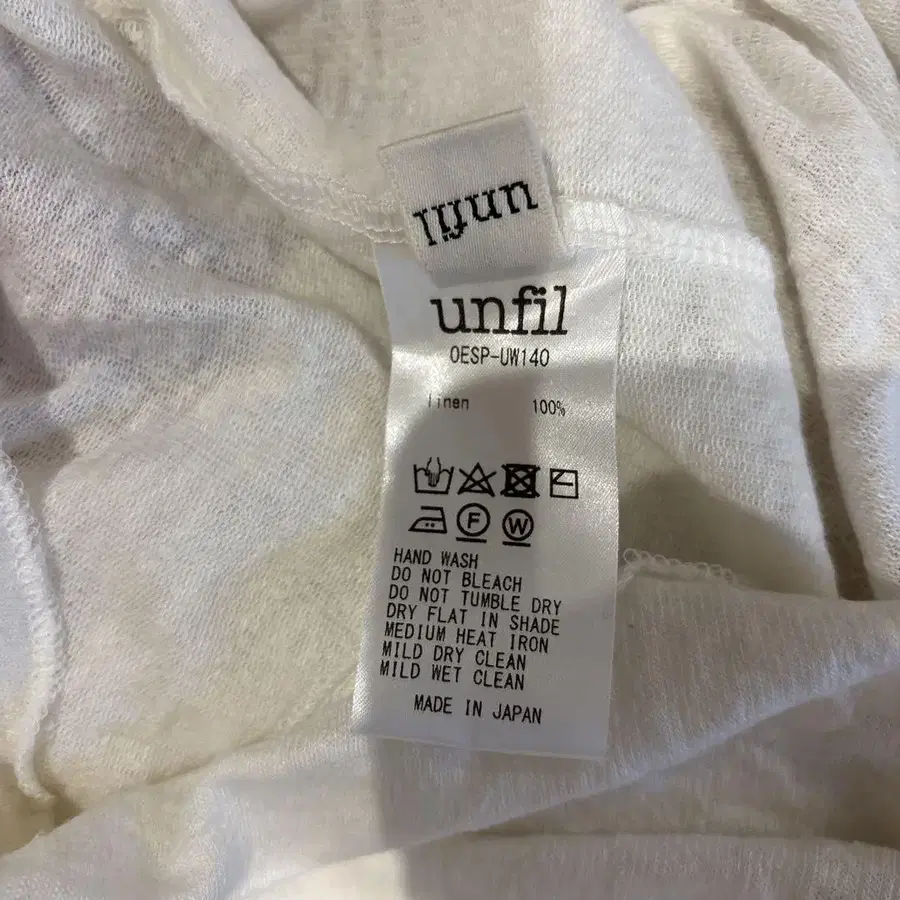 unfil
unfil
OESP-UW140
linen 100%
F W
HAND WASH
DO NOT BLEACH
DO NOT TUMBLE DRY
DRY FLAT IN SHADE
MEDIUM HEAT IRON
MILD DRY CLEAN
MILD WET CLEAN
MADE IN JAPAN